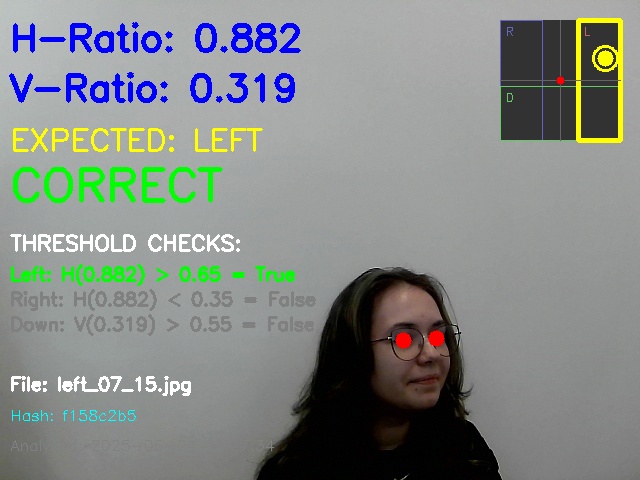 H-Ratio: 0.882
V-Ratio: 0.319
EXPECTED: LEFT
CORRECT
THRESHOLD CHECKS:
Left: H(0.882) > 0.65 = True
Right: H(0.882) < 0.35 = False
Down: V(0.319) > 0.55 = False
File: left_07_15.jpg
Hash: f158c2b5
R
L
D